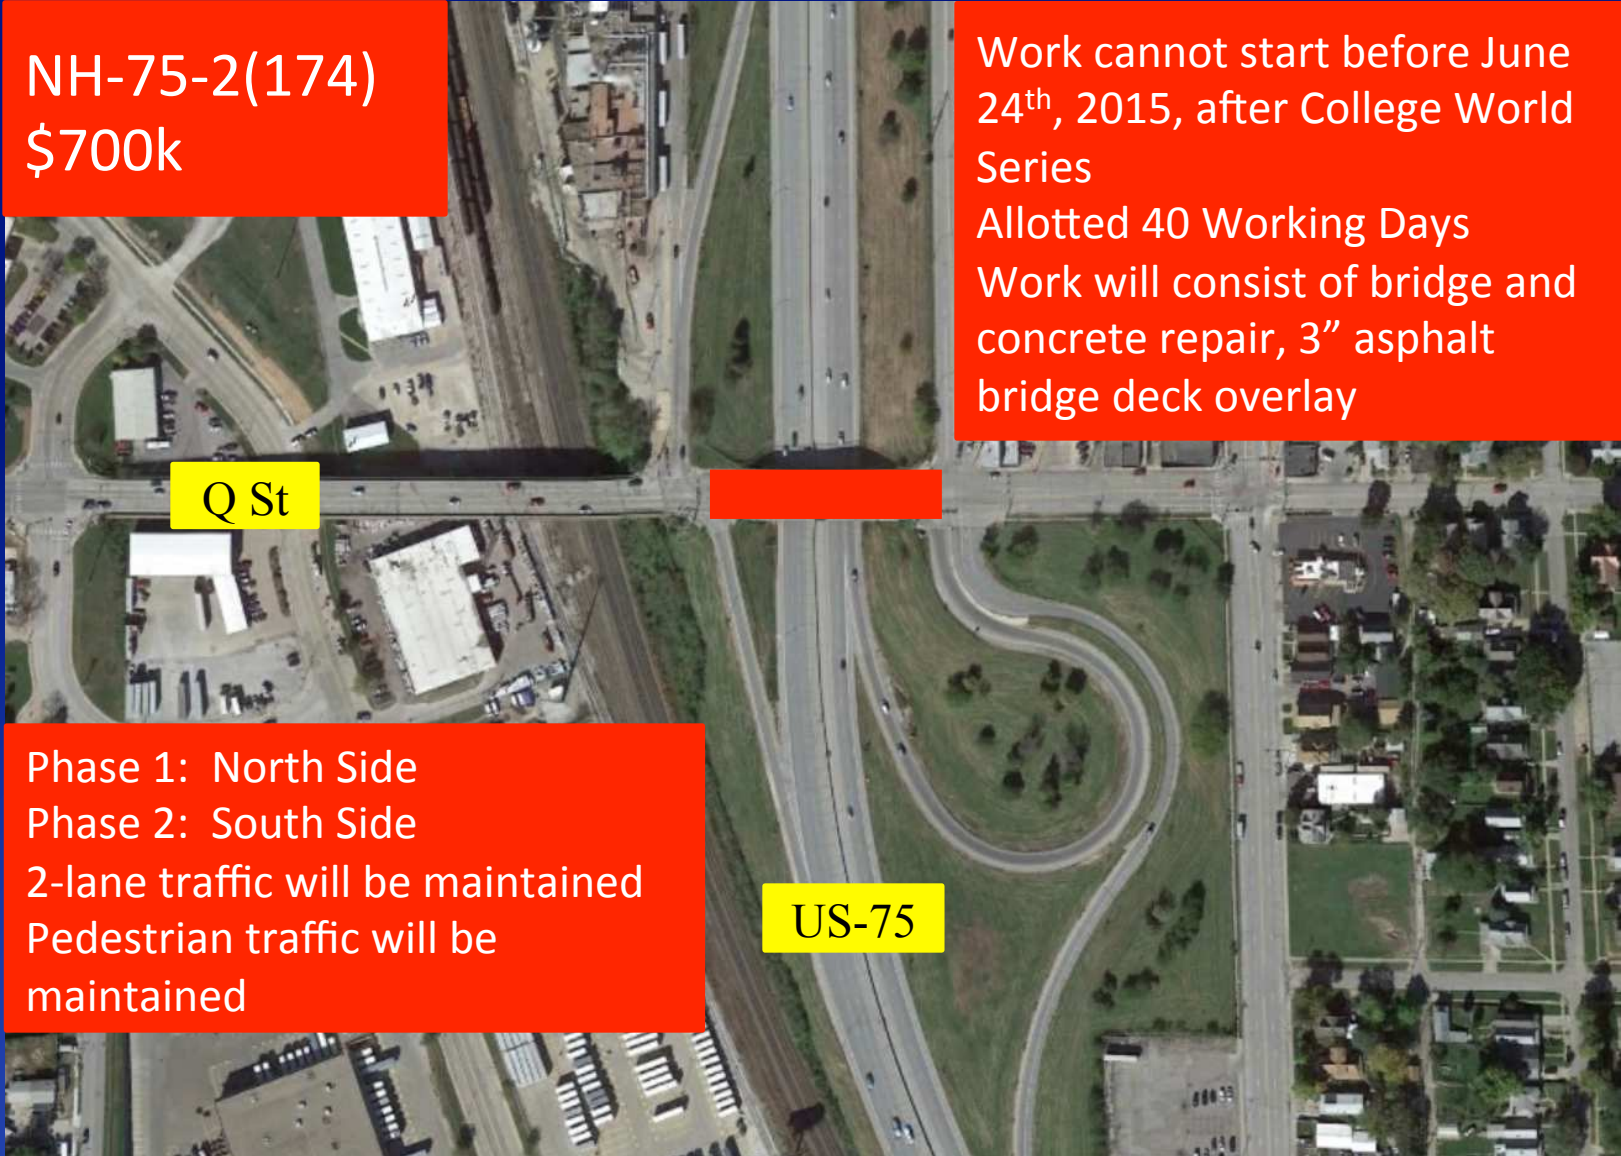 NH-75-2(174)
$700k
Work cannot start before June
24th, 2015, after College World
Series
Allotted 40 Working Days
Work will consist of bridge and
concrete repair, 3” asphalt
bridge deck overlay
Q St
Phase 1:  North Side
Phase 2:  South Side
2-lane traffic will be maintained
Pedestrian traffic will be
maintained
US-75